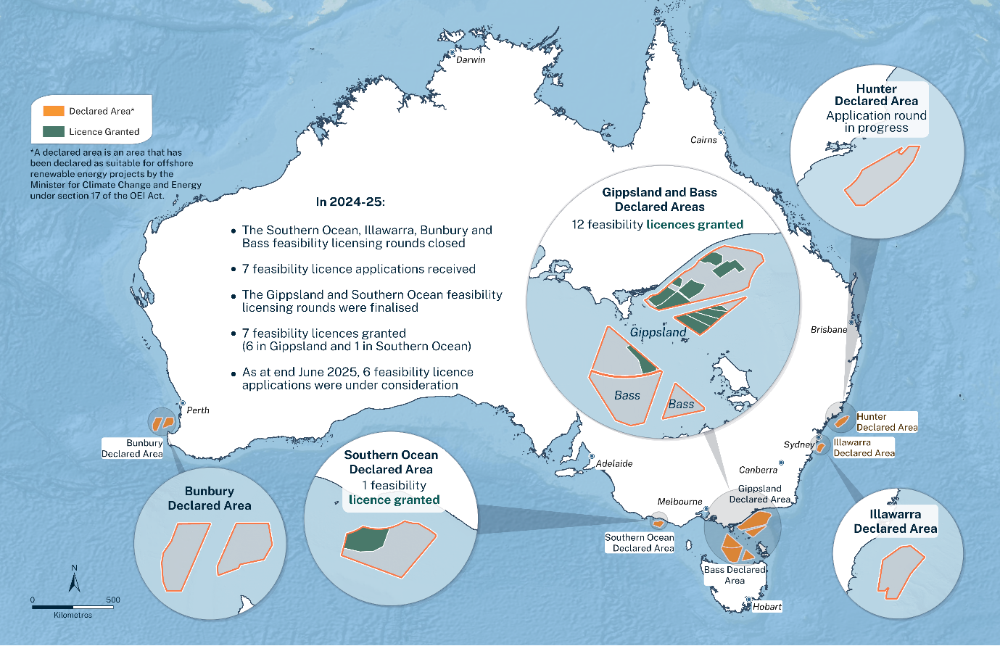 Darwin
Hunter
Declared Area
Application round
in progress
Declared Area*
Licence Granted
*A declared area is an area that has
been declared as suitable for offshore
renewable energy projects by the
Minister for Climate Change and Energy
under section 17 of the OEI Act.
Cairns
In 2024-25:
• The Southern Ocean, Illawarra, Bunbury and
Bass feasibility licensing rounds closed
• 7 feasibility licence applications received
• The Gippsland and Southern Ocean feasibility
licensing rounds were finalised
• 7 feasibility licences granted
(6 in Gippsland and 1 in Southern Ocean)
• As at end June 2025, 6 feasibility licence
applications were under consideration
Gippsland and Bass
Declared Areas
12 feasibility licences granted
Gippsland
Bass
Bass
Brisbane
Perth
Bunbury
Declared Area
Hunter
Declared Area
Sydney
Illawarra
Declared Area
Adelaide
Canberra
Gippsland
Declared Area
Melbourne
Southern Ocean
Declared Area
1 feasibility
licence granted
Bunbury
Declared Area
Illawarra
Declared Area
Southern Ocean
Declared Area
Bass Declared
Area
Hobart
N
0 500
Kilometres